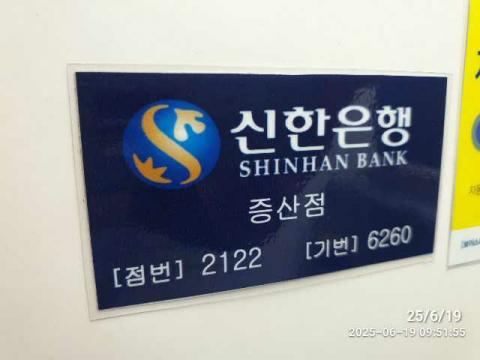 신한은행
SHINHAN BANK
증산점
[점번] 2122 [기번] 6260
25/6/19
2025-06-19 09:51:55